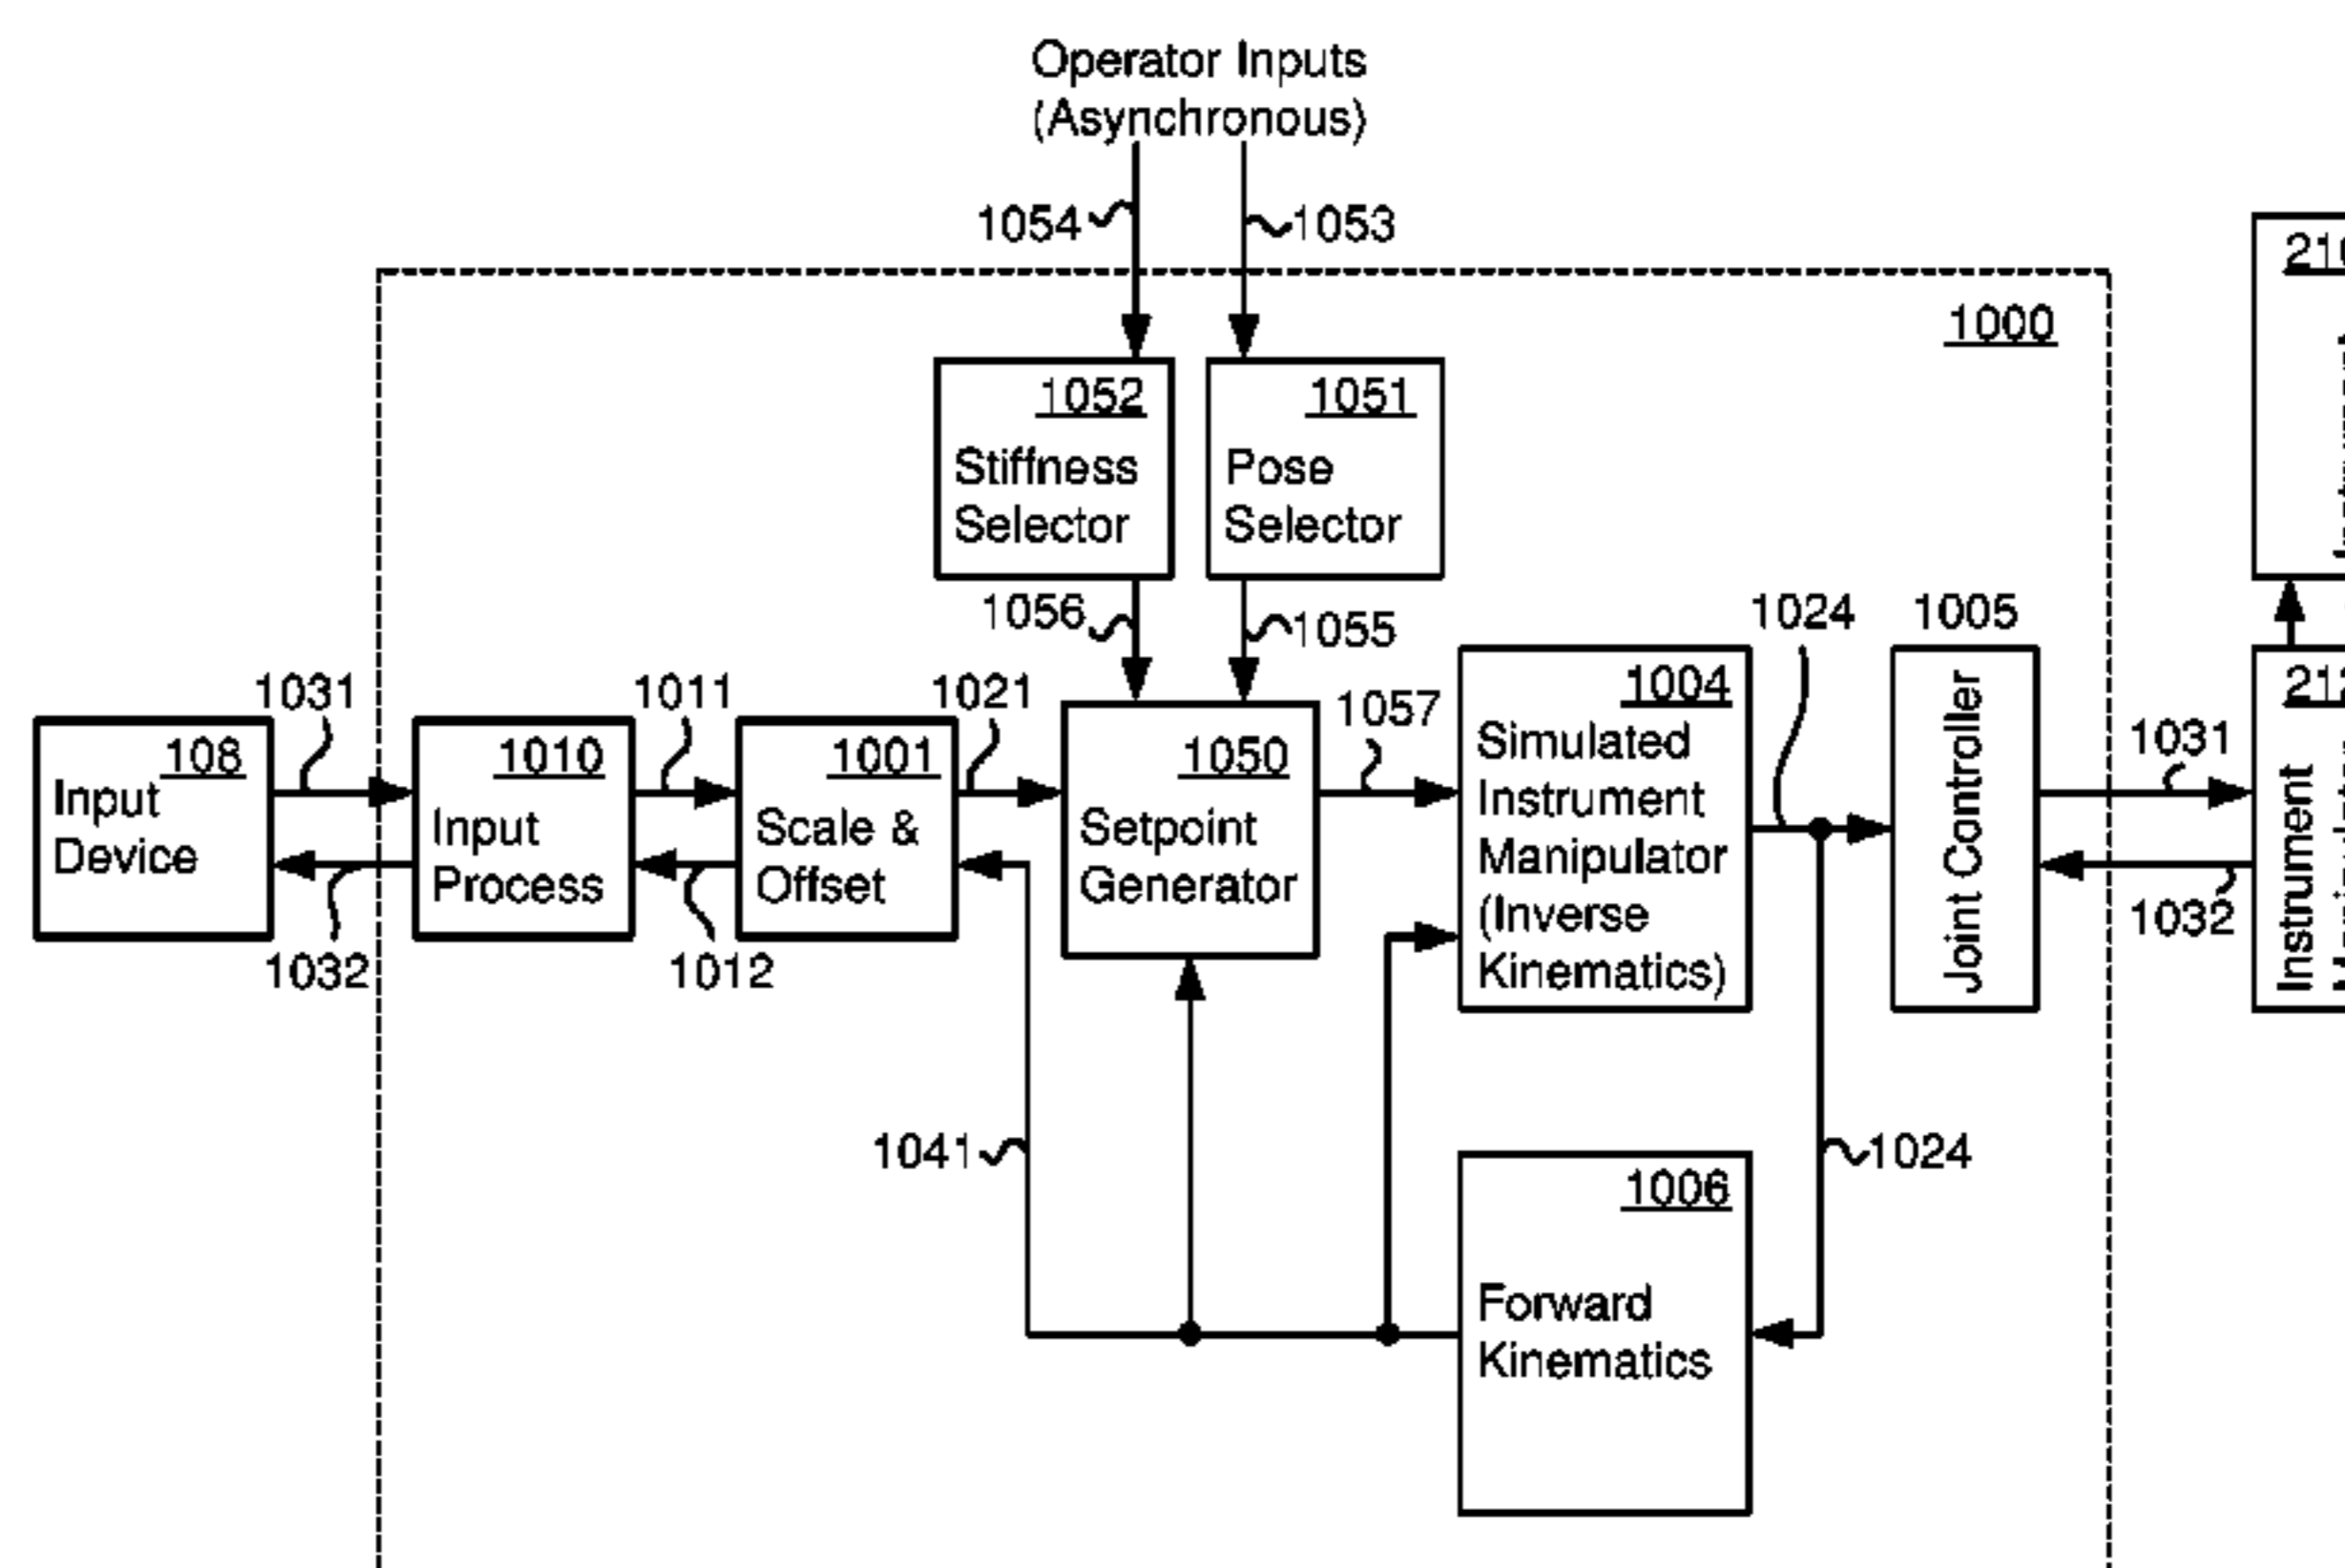 Operator Inputs
(Asynchronous)
1054
1053
1000
1052
Stiffness
Selector
1051
Pose
Selector
1056
1055
1024
1005
1031
1011
1021
1057
108
Input
Device
1010
Input
Process
1001
Scale &
Offset
1050
Setpoint
Generator
1004
Simulated
Instrument
Manipulator
(Inverse
Kinematics)
Joint Controller
1031
1032
Instrument
1032
1012
1041
1024
1006
Forward
Kinematics